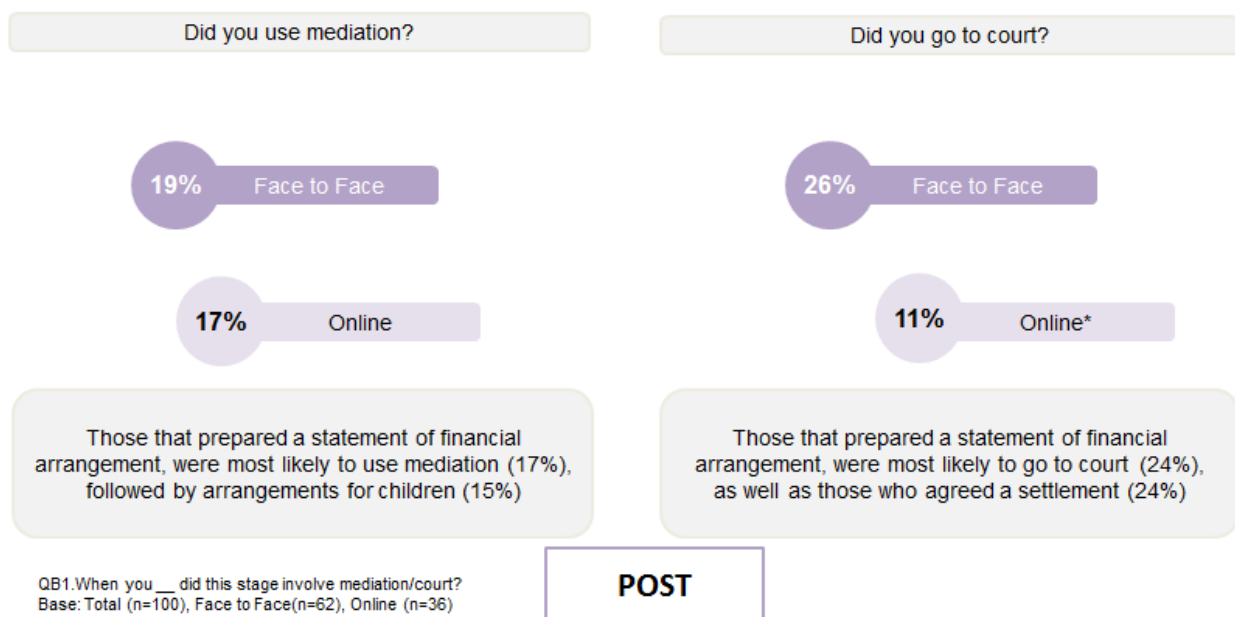 Did you use mediation?
Did you go to court?
19% Face to Face
26% Face to Face
17% Online
11% Online*
Those that prepared a statement of financial
arrangement, were most likely to use mediation (17%),
followed by arrangements for children (15%)
Those that prepared a statement of financial
arrangement, were most likely to go to court (24%),
as well as those who agreed a settlement (24%)
QB1.When you __ did this stage involve mediation/court?
Base: Total (n=100), Face to Face(n=62), Online (n=36)
POST